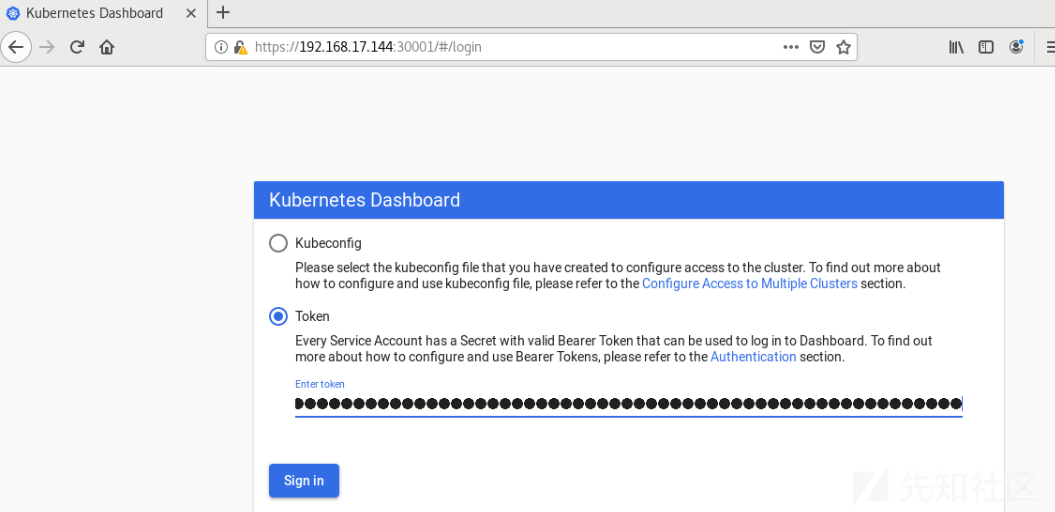 Kubernetes Dashboard
https://192.168.17.144:30001/#/login
Kubernetes Dashboard
Kubeconfig
Please select the kubeconfig file that you have created to configure access to the cluster. To find out more about
how to configure and use kubeconfig file, please refer to the Configure Access to Multiple Clusters section.
Token
Every Service Account has a Secret with valid Bearer Token that can be used to log in to Dashboard. To find out
more about how to configure and use Bearer Tokens, please refer to the Authentication section.
Enter token
Sign in
先知社区